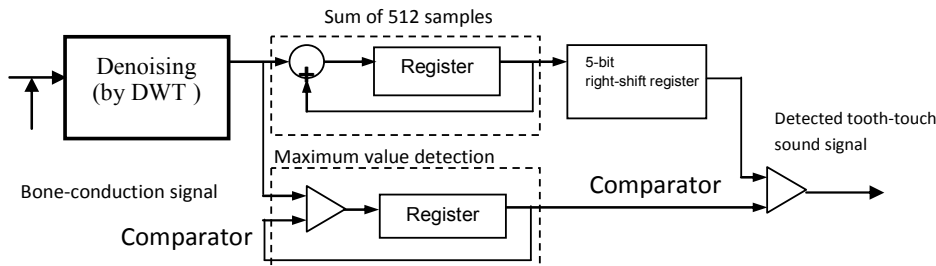 Sum of 512 samples
Denoising
(by DWT )
+
Register
5-bit
right-shift register
Detected tooth-touch
sound signal
Maximum value detection
Bone-conduction signal
Comparator
Register
Comparator